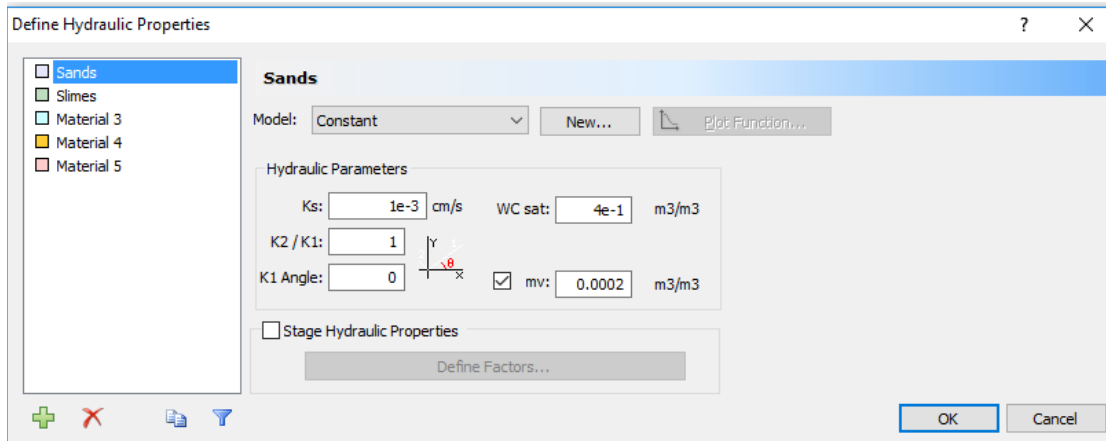 Define Hydraulic Properties
?
Sands
Slimes
Material 3
Material 4
Material 5
Sands
Model: Constant New... Plot Function...
Hydraulic Parameters
Ks: 1e-3 cm/s WC sat: 4e-1 m3/m3
K2 / K1: 1
K1 Angle: 0 mv: 0.0002 m3/m3
Y
θ
X
Stage Hydraulic Properties
Define Factors...
OK Cancel